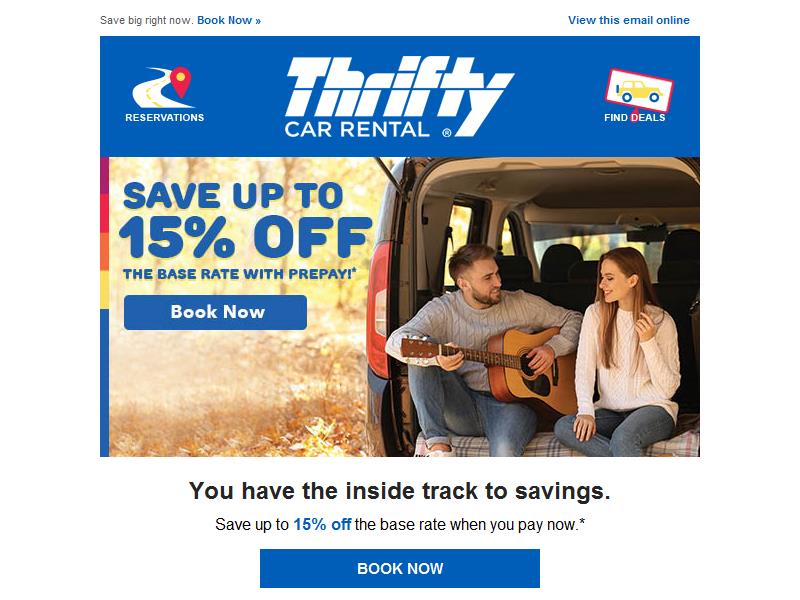 Save big right now. Book Now »
View this email online
RESERVATIONS
Thrifty
CAR RENTAL ®
FIND DEALS
SAVE UP TO
15% OFF
THE BASE RATE WITH PREPAY!*
Book Now
You have the inside track to savings.
Save up to 15% off the base rate when you pay now.*
BOOK NOW